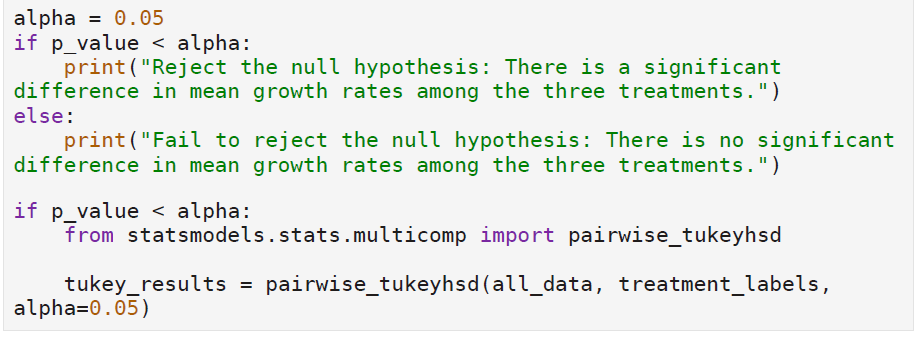 alpha = 0.05
if p_value < alpha:
    print("Reject the null hypothesis: There is a significant
difference in mean growth rates among the three treatments.")
else:
    print("Fail to reject the null hypothesis: There is no significant
difference in mean growth rates among the three treatments.")
if p_value < alpha:
    from statsmodels.stats.multicomp import pairwise_tukeyhsd
    tukey_results = pairwise_tukeyhsd(all_data, treatment_labels,
alpha=0.05)